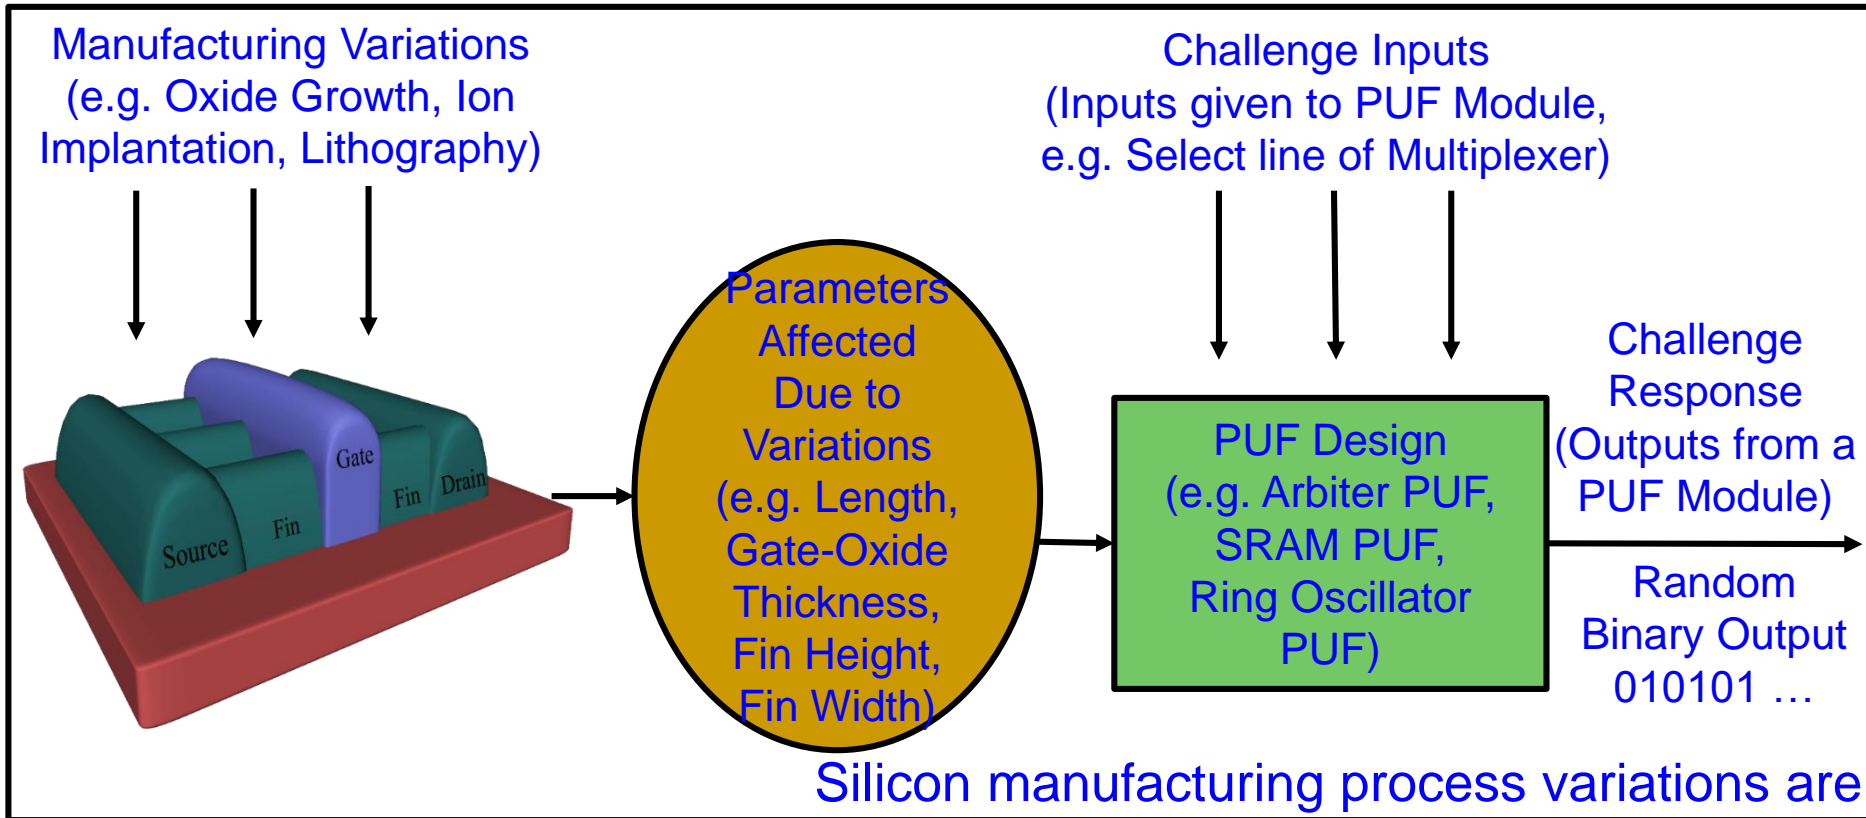 Manufacturing Variations
(e.g. Oxide Growth, Ion
Implantation, Lithography)
Challenge Inputs
(Inputs given to PUF Module,
e.g. Select line of Multiplexer)
Source
Fin
Gate
Fin
Drain
Parameters
Affected
Due to
Variations
(e.g. Length,
Gate-Oxide
Thickness,
Fin Height,
Fin Width)
PUF Design
(e.g. Arbiter PUF,
SRAM PUF,
Ring Oscillator
PUF)
Challenge
Response
(Outputs from a
PUF Module)
Random
Binary Output
010101 …
Silicon manufacturing process variations are